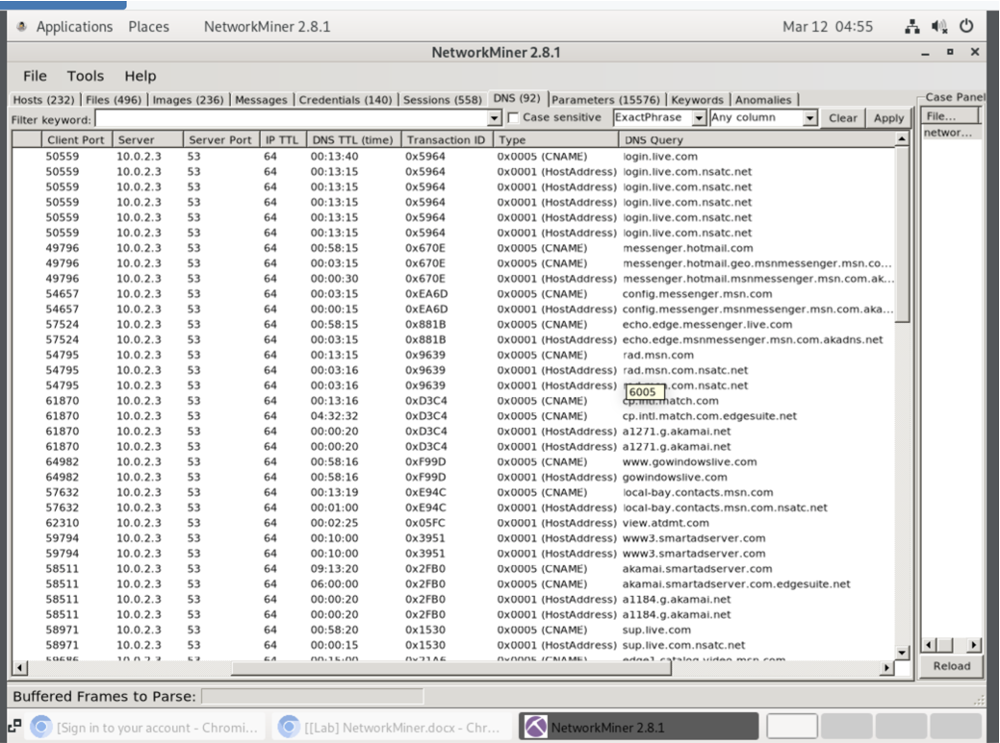 Applications Places NetworkMiner 2.8.1 Mar 12 04:55
NetworkMiner 2.8.1
File Tools Help
Hosts (232) Files (496) Images (236) Messages Credentials (140) Sessions (558) DNS (92) Parameters (15576) Keywords Anomalies
Case Panel
Filter keyword: Case sensitive ExactPhrase Any column Clear Apply
File...
networ...
Client Port Server Server Port IP TTL DNS TTL (time) Transaction ID Type DNS Query
50559 10.0.2.3 53 64 00:13:40 0x5964 0x0005 (CNAME) login.live.com
50559 10.0.2.3 53 64 00:13:15 0x5964 0x0001 (HostAddress) login.live.com.nsatc.net
50559 10.0.2.3 53 64 00:13:15 0x5964 0x0001 (HostAddress) login.live.com.nsatc.net
50559 10.0.2.3 53 64 00:13:15 0x5964 0x0001 (HostAddress) login.live.com.nsatc.net
50559 10.0.2.3 53 64 00:13:15 0x5964 0x0001 (HostAddress) login.live.com.nsatc.net
50559 10.0.2.3 53 64 00:13:15 0x5964 0x0001 (HostAddress) login.live.com.nsatc.net
49796 10.0.2.3 53 64 00:58:15 0x670E 0x0005 (CNAME) messenger.hotmail.com
49796 10.0.2.3 53 64 00:03:15 0x670E 0x0005 (CNAME) messenger.hotmail.geo.msnmessenger.msn.co...
49796 10.0.2.3 53 64 00:00:30 0x670E 0x0001 (HostAddress) messenger.hotmail.msnmessenger.msn.com.ak...
54657 10.0.2.3 53 64 00:03:15 0xEA6D 0x0005 (CNAME) config.messenger.msn.com
54657 10.0.2.3 53 64 00:00:15 0xEA6D 0x0001 (HostAddress) config.messenger.msnmessenger.msn.com.aka...
57524 10.0.2.3 53 64 00:58:15 0x881B 0x0005 (CNAME) echo.edge.messenger.live.com
57524 10.0.2.3 53 64 00:03:15 0x881B 0x0001 (HostAddress) echo.edge.msnmessenger.msn.com.akadns.net
54795 10.0.2.3 53 64 00:13:15 0x9639 0x0005 (CNAME) rad.msn.com
54795 10.0.2.3 53 64 00:03:16 0x9639 0x0001 (HostAddress) rad.msn.com.nsatc.net
54795 10.0.2.3 53 64 00:03:16 0x9639 0x0001 (HostAddress) .com.nsatc.net
6005
61870 10.0.2.3 53 64 00:13:16 0xD3C4 0x0005 (CNAME) cp.intl.match.com
61870 10.0.2.3 53 64 04:32:32 0xD3C4 0x0005 (CNAME) cp.intl.match.com.edgesuite.net
61870 10.0.2.3 53 64 00:00:20 0xD3C4 0x0001 (HostAddress) a1271.g.akamai.net
61870 10.0.2.3 53 64 00:00:20 0xD3C4 0x0001 (HostAddress) a1271.g.akamai.net
64982 10.0.2.3 53 64 00:58:16 0xF99D 0x0005 (CNAME) www.gowindowslive.com
64982 10.0.2.3 53 64 00:58:16 0xF99D 0x0001 (HostAddress) gowindowslive.com
57632 10.0.2.3 53 64 00:13:19 0xE94C 0x0005 (CNAME) local-bay.contacts.msn.com
57632 10.0.2.3 53 64 00:01:00 0xE94C 0x0001 (HostAddress) local-bay.contacts.msn.com.nsatc.net
62310 10.0.2.3 53 64 00:02:25 0x05FC 0x0001 (HostAddress) view.atdmt.com
59794 10.0.2.3 53 64 00:10:00 0x3951 0x0001 (HostAddress) www3.smartadserver.com
59794 10.0.2.3 53 64 00:10:00 0x3951 0x0001 (HostAddress) www3.smartadserver.com
58511 10.0.2.3 53 64 09:13:20 0x2FB0 0x0005 (CNAME) akamai.smartadserver.com
58511 10.0.2.3 53 64 06:00:00 0x2FB0 0x0005 (CNAME) akamai.smartadserver.com.edgesuite.net
58511 10.0.2.3 53 64 00:00:20 0x2FB0 0x0001 (HostAddress) a1184.g.akamai.net
58511 10.0.2.3 53 64 00:00:20 0x2FB0 0x0001 (HostAddress) a1184.g.akamai.net
58971 10.0.2.3 53 64 00:58:20 0x1530 0x0005 (CNAME) sup.live.com
58971 10.0.2.3 53 64 00:00:15 0x1530 0x0001 (HostAddress) sup.live.com.nsatc.net
10.0.2.3 53 64 00:15:00 0x21A6 0x0005 (CNAME) edge1.catalog.video.msn.com
Reload
Buffered Frames to Parse:
[Sign in to your account - Chromi... [[Lab] NetworkMiner.docx - Chr... NetworkMiner 2.8.1